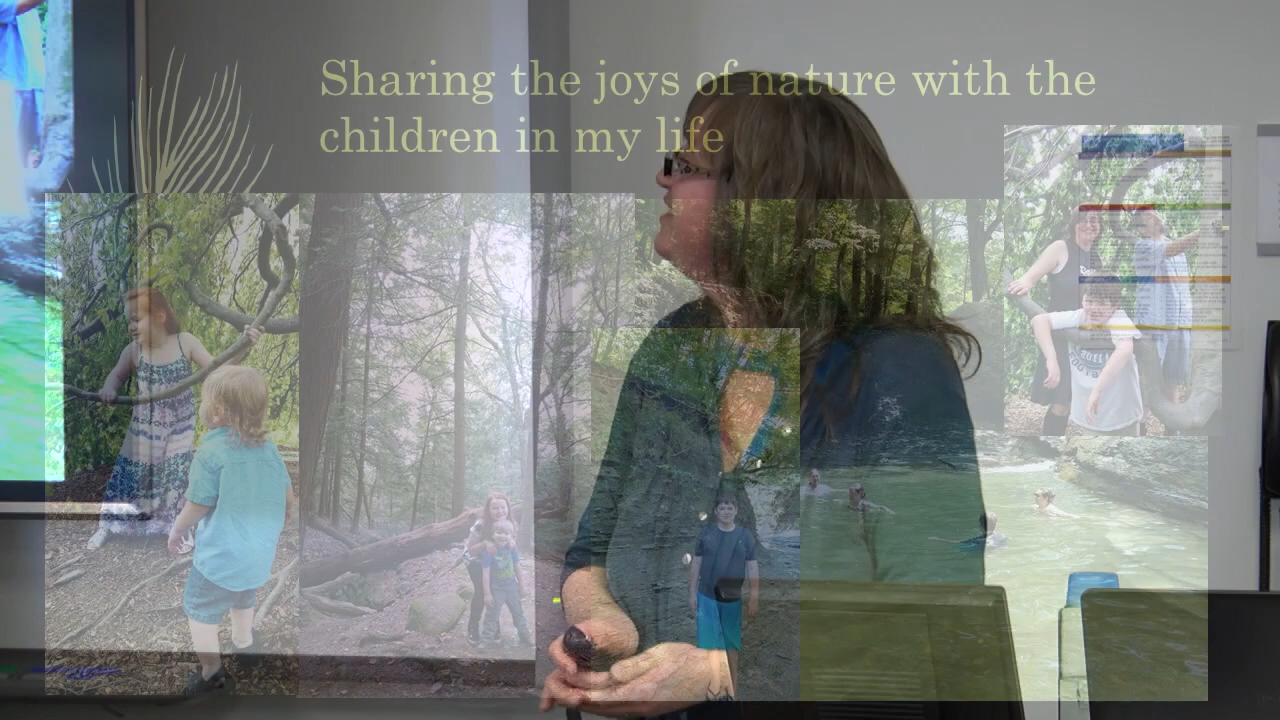 Sharing the joys of nature with the
children in my life